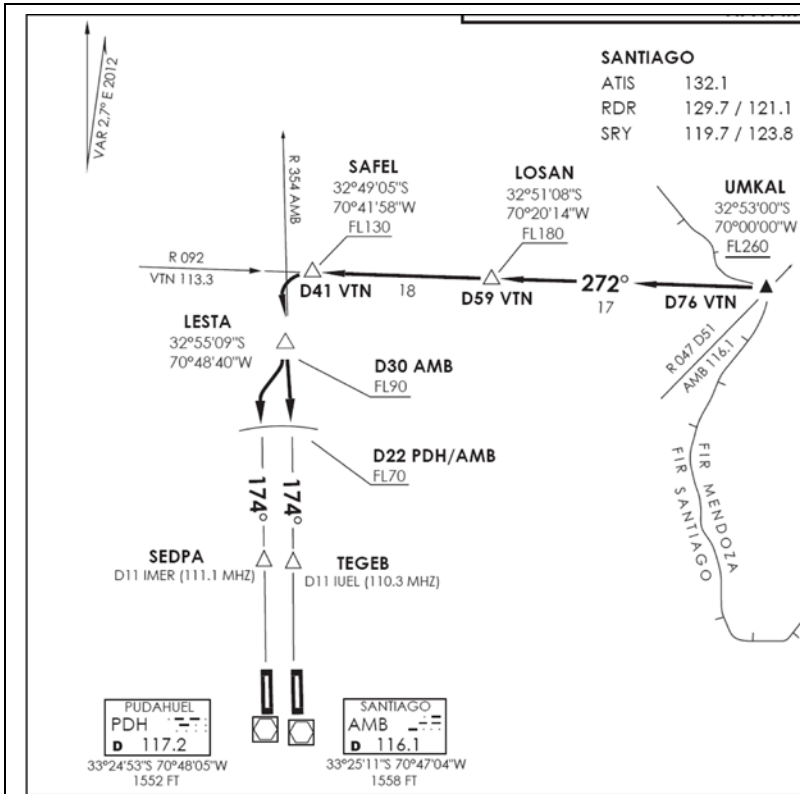 VAR 2.7° E 2012
SANTIAGO
ATIS 132.1
RDR 129.7 / 121.1
SRY 119.7 / 123.8
R 354 AMB
SAFEL
32°49'05"S
70°41'58"W
FL130
LOSAN
32°51'08"S
70°20'14"W
FL180
UMKAL
32°53'00"S
70°00'00"W
FL260
R 092
VTN 113.3
D41 VTN
18
D59 VTN
272°
17
D76 VTN
R 047 D51
AMB 116.1
LESTA
32°55'09"S
70°48'40"W
D30 AMB
FL90
D22 PDH/AMB
FL70
FIR MENDOZA
FIR SANTIAGO
174°
174°
SEDPA
D11 IMER (111.1 MHZ)
TEGEB
D11 IUEL (110.3 MHZ)
PUDAHUEL
PDH
D 117.2
33°24'53"S 70°48'05"W
1552 FT
SANTIAGO
AMB
D 116.1
33°25'11"S 70°47'04"W
1558 FT